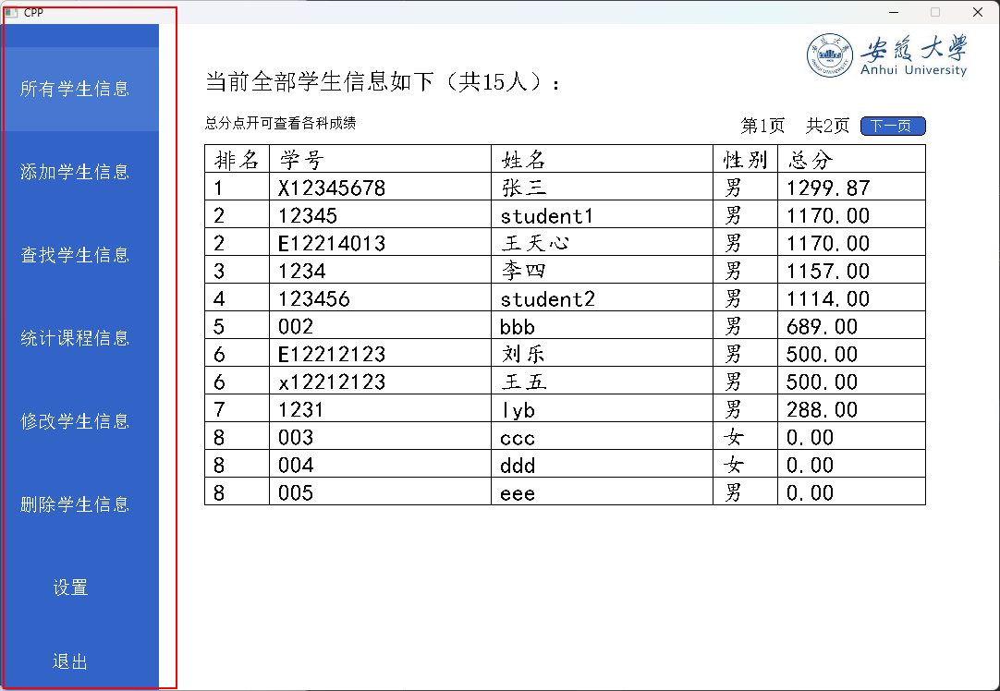 CPP
所有学生信息
添加学生信息
查找学生信息
统计课程信息
修改学生信息
删除学生信息
设置
退出
安徽大学
Anhui University
当前全部学生信息如下（共15人）：
总分点开可查看各科成绩
第1页 共2页 下一页
排名 学号 姓名 性别 总分
1 X12345678 张三 男 1299.87
2 12345 student1 男 1170.00
2 E12214013 王天心 男 1170.00
3 1234 李四 男 1157.00
4 123456 student2 男 1114.00
5 002 bbb 男 689.00
6 E12212123 刘乐 男 500.00
6 x12212123 王五 男 500.00
7 1231 lyb 男 288.00
8 003 ccc 女 0.00
8 004 ddd 女 0.00
8 005 eee 男 0.00